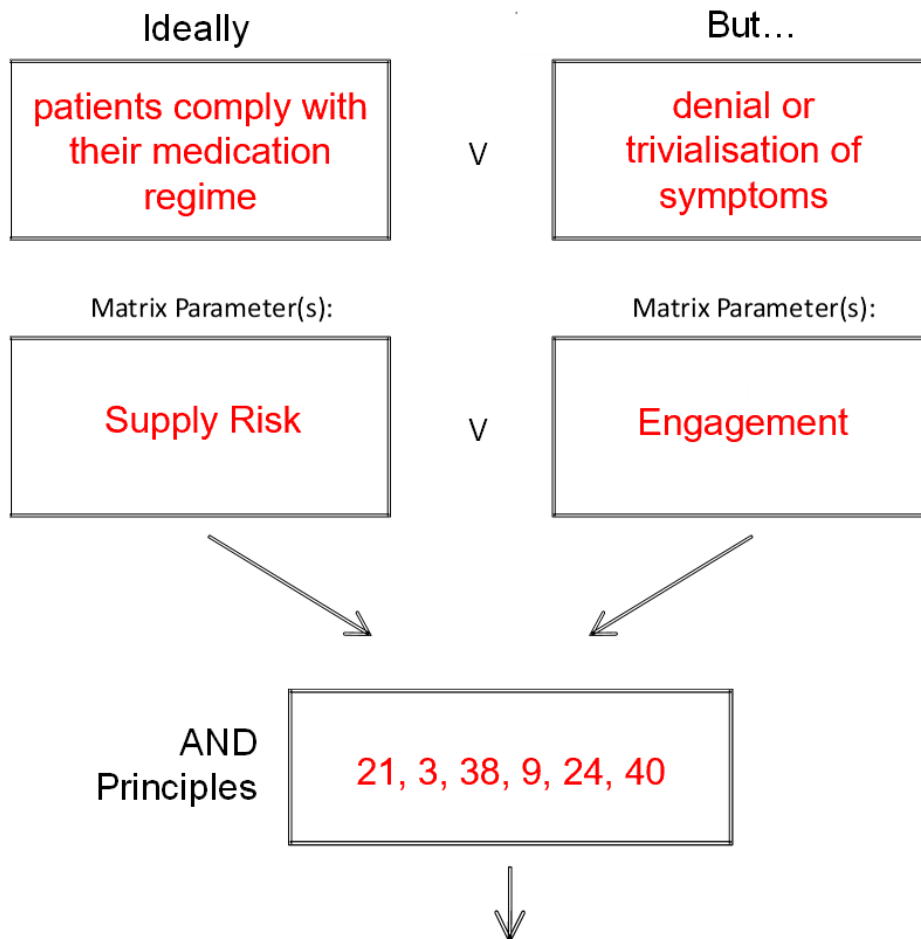 Ideally
But...
patients comply with
their medication
regime
V
denial or
trivialisation of
symptoms
Matrix Parameter(s):
Matrix Parameter(s):
Supply Risk
V
Engagement
AND
Principles
21, 3, 38, 9, 24, 40